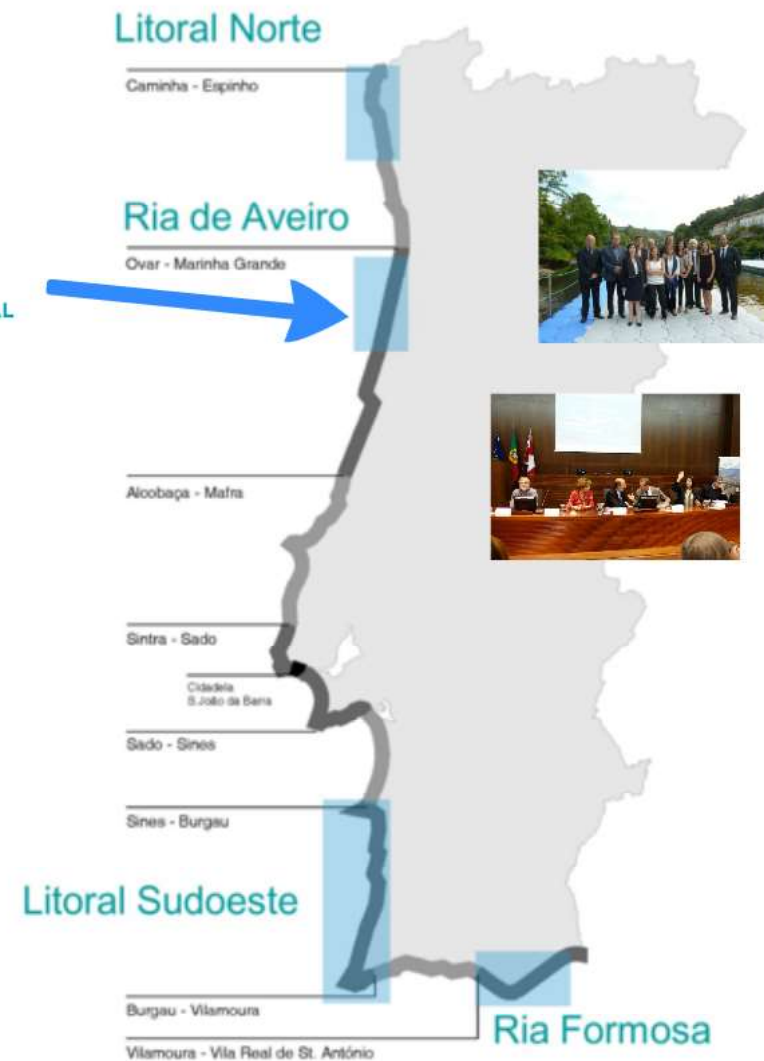 Litoral Norte
Caminha - Espinho
Ria de Aveiro
Ovar - Marinha Grande
AL
Alcobaça - Mafra
Sintra - Sado
Cidadela
S.João da Barra
Sado - Sines
Sines - Burgau
Litoral Sudoeste
Burgau - Vilamoura
Ria Formosa
Vilamoura - Vila Real de St. António